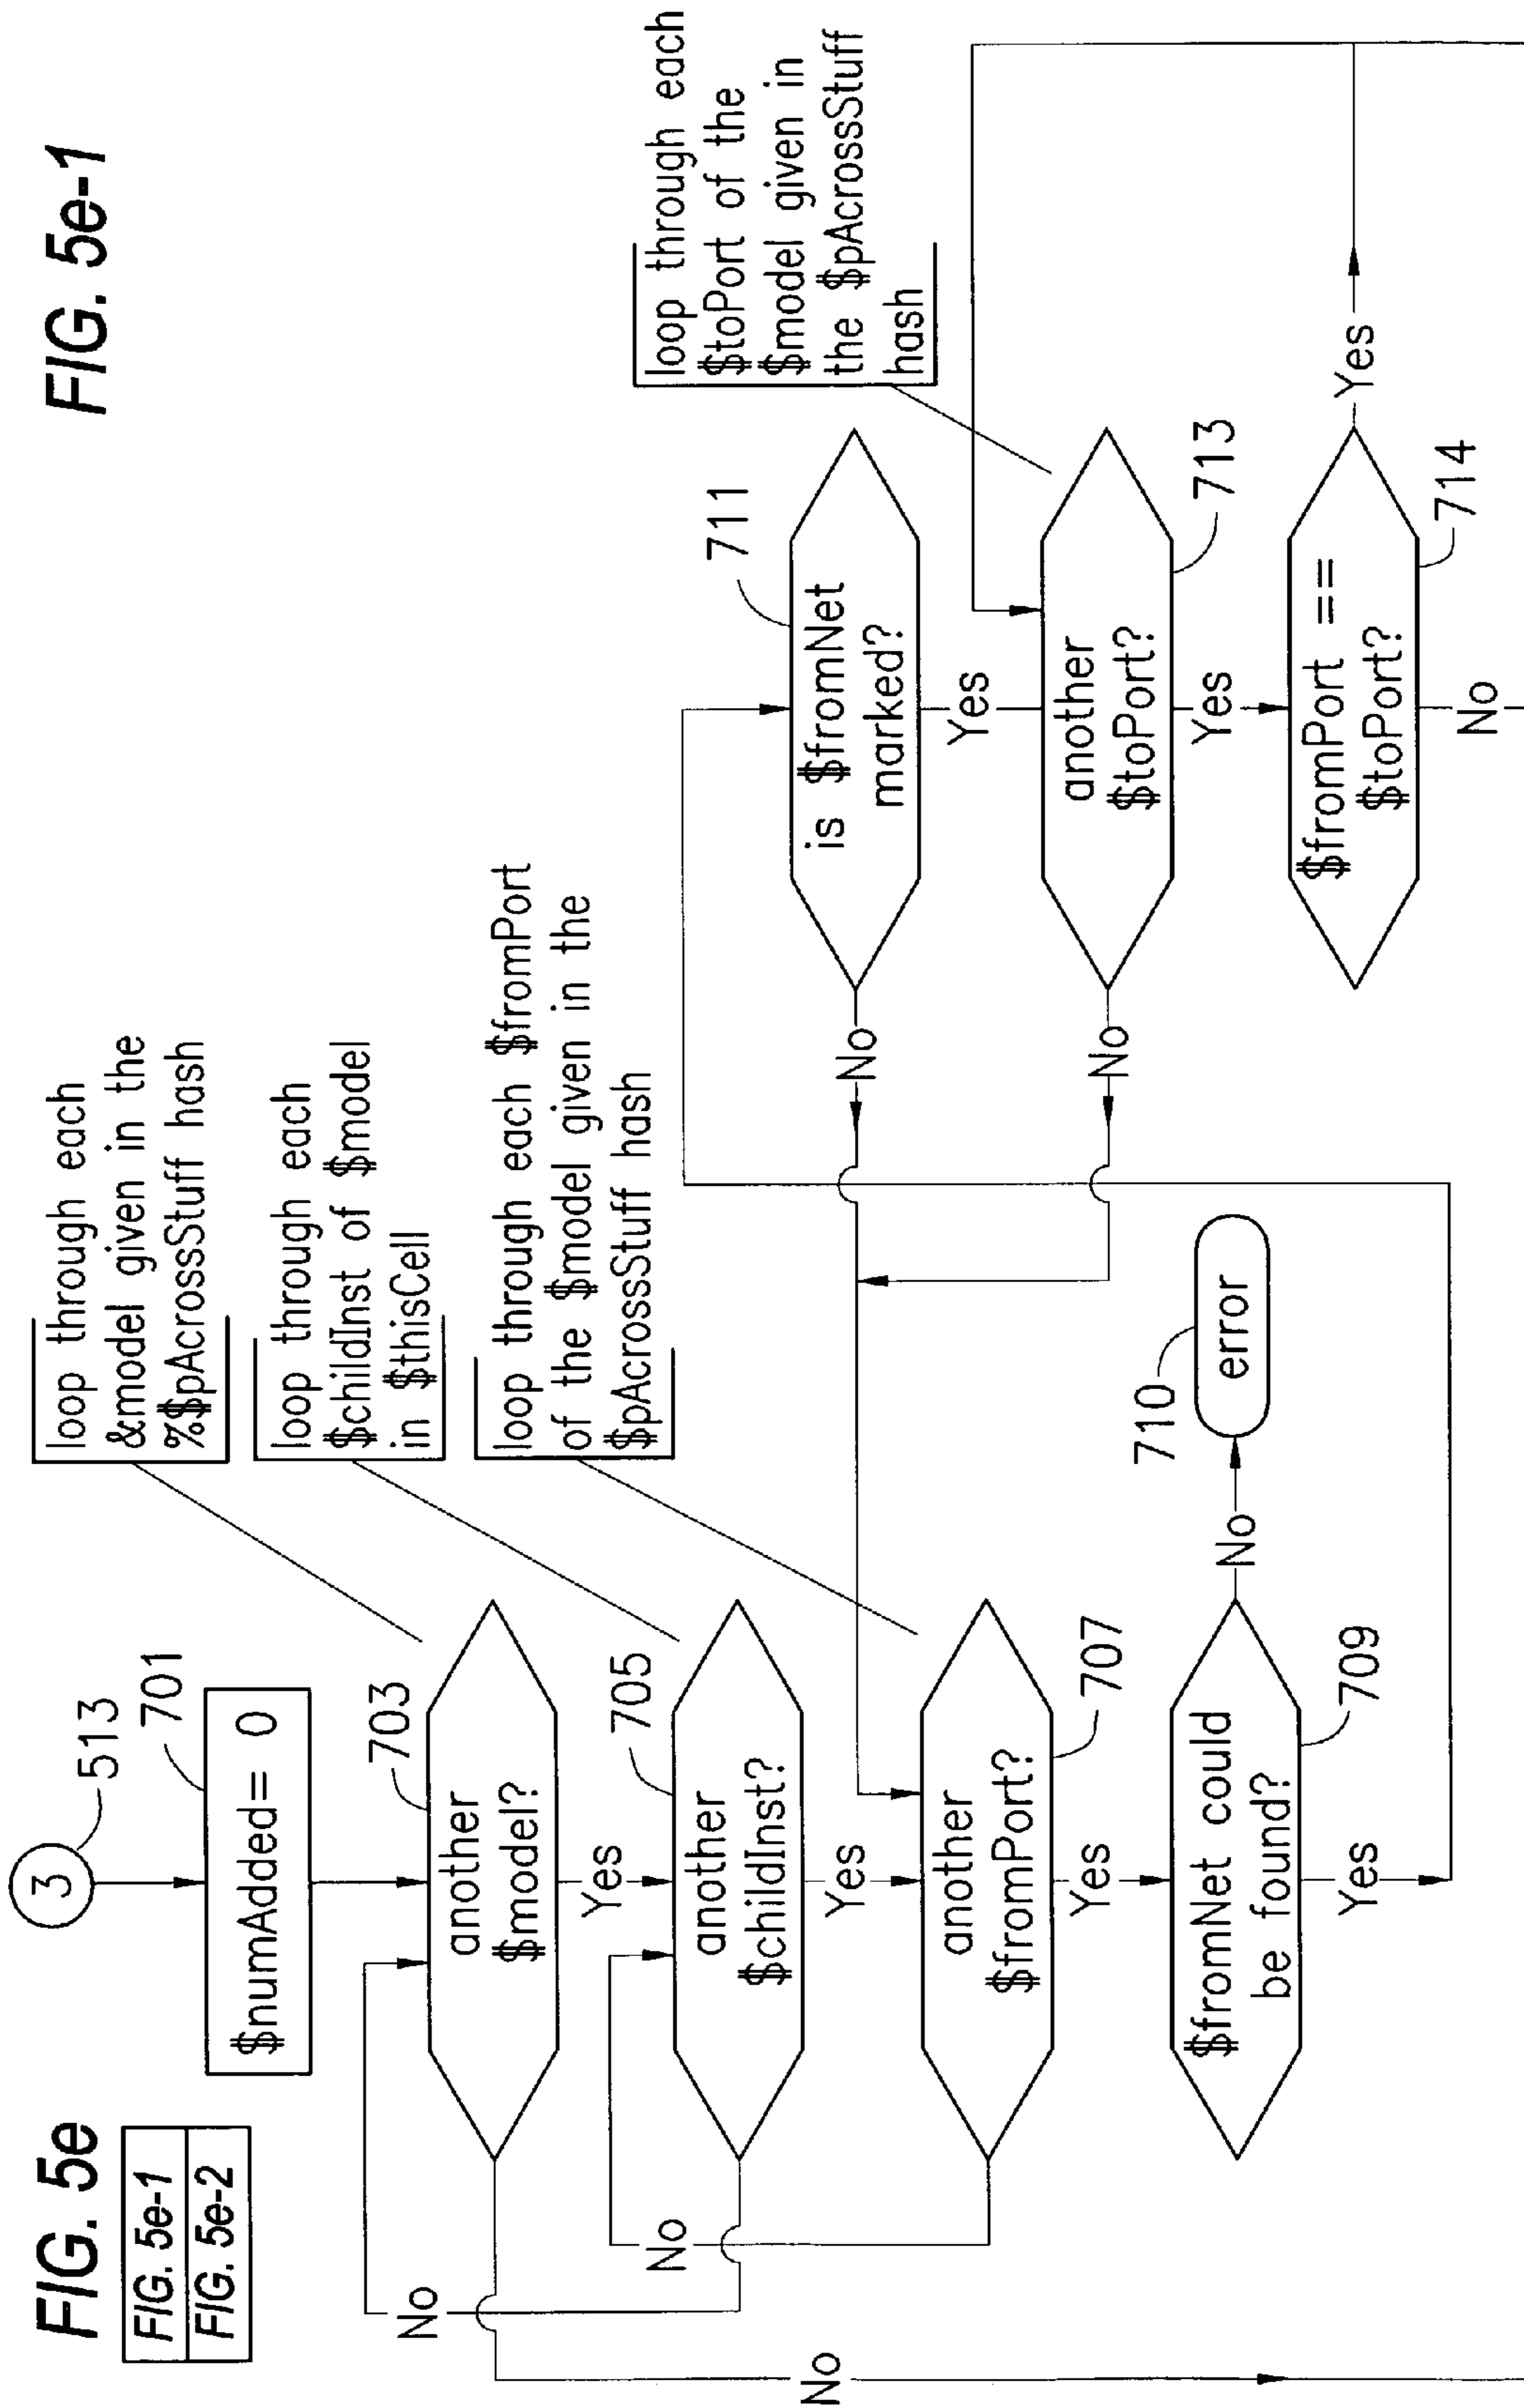 FIG. 5e
FIG. 5e-1
FIG. 5e-2
FIG. 5e-1
3
513
$numAdded= 0
701
loop through each
&model given in the
%$pAcrossStuff hash
another
$model?
703
No
Yes
loop through each
$childInst of $model
in $thisCell
another
$childInst?
705
No
Yes
loop through each $fromPort
of the $model given in the
$pAcrossStuff hash
another
$fromPort?
707
No
Yes
$fromNet could
be found?
709
No
error
710
Yes
is $fromNet
marked?
711
No
Yes
loop through each
$toPort of the
$model given in
the $pAcrossStuff
hash
another
$toPort?
713
No
Yes
$fromPort ==
$toPort?
714
Yes
No